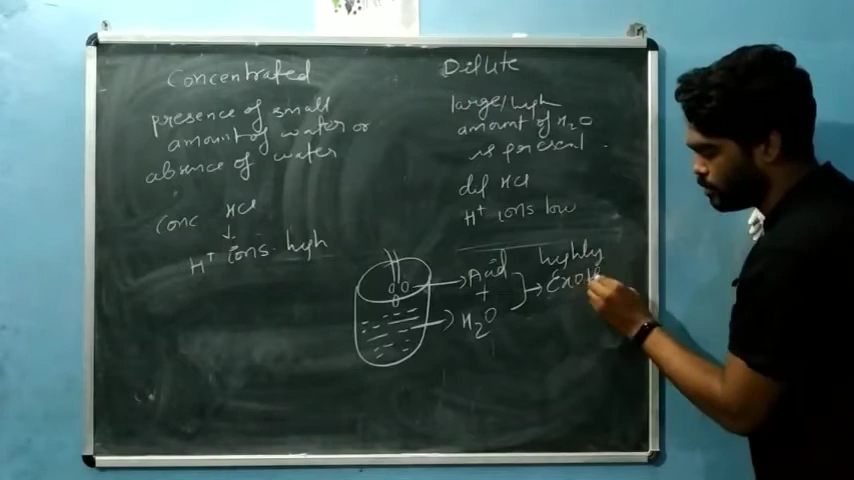 Concentrated
presence of small
amount of water or
absence of water
Conc HCl
↓
H⁺ ions high
Dilute
large/high
amount of H₂O
is present.
dil HCl
H⁺ ions low
Acid
+
H₂O
highly
Exoth